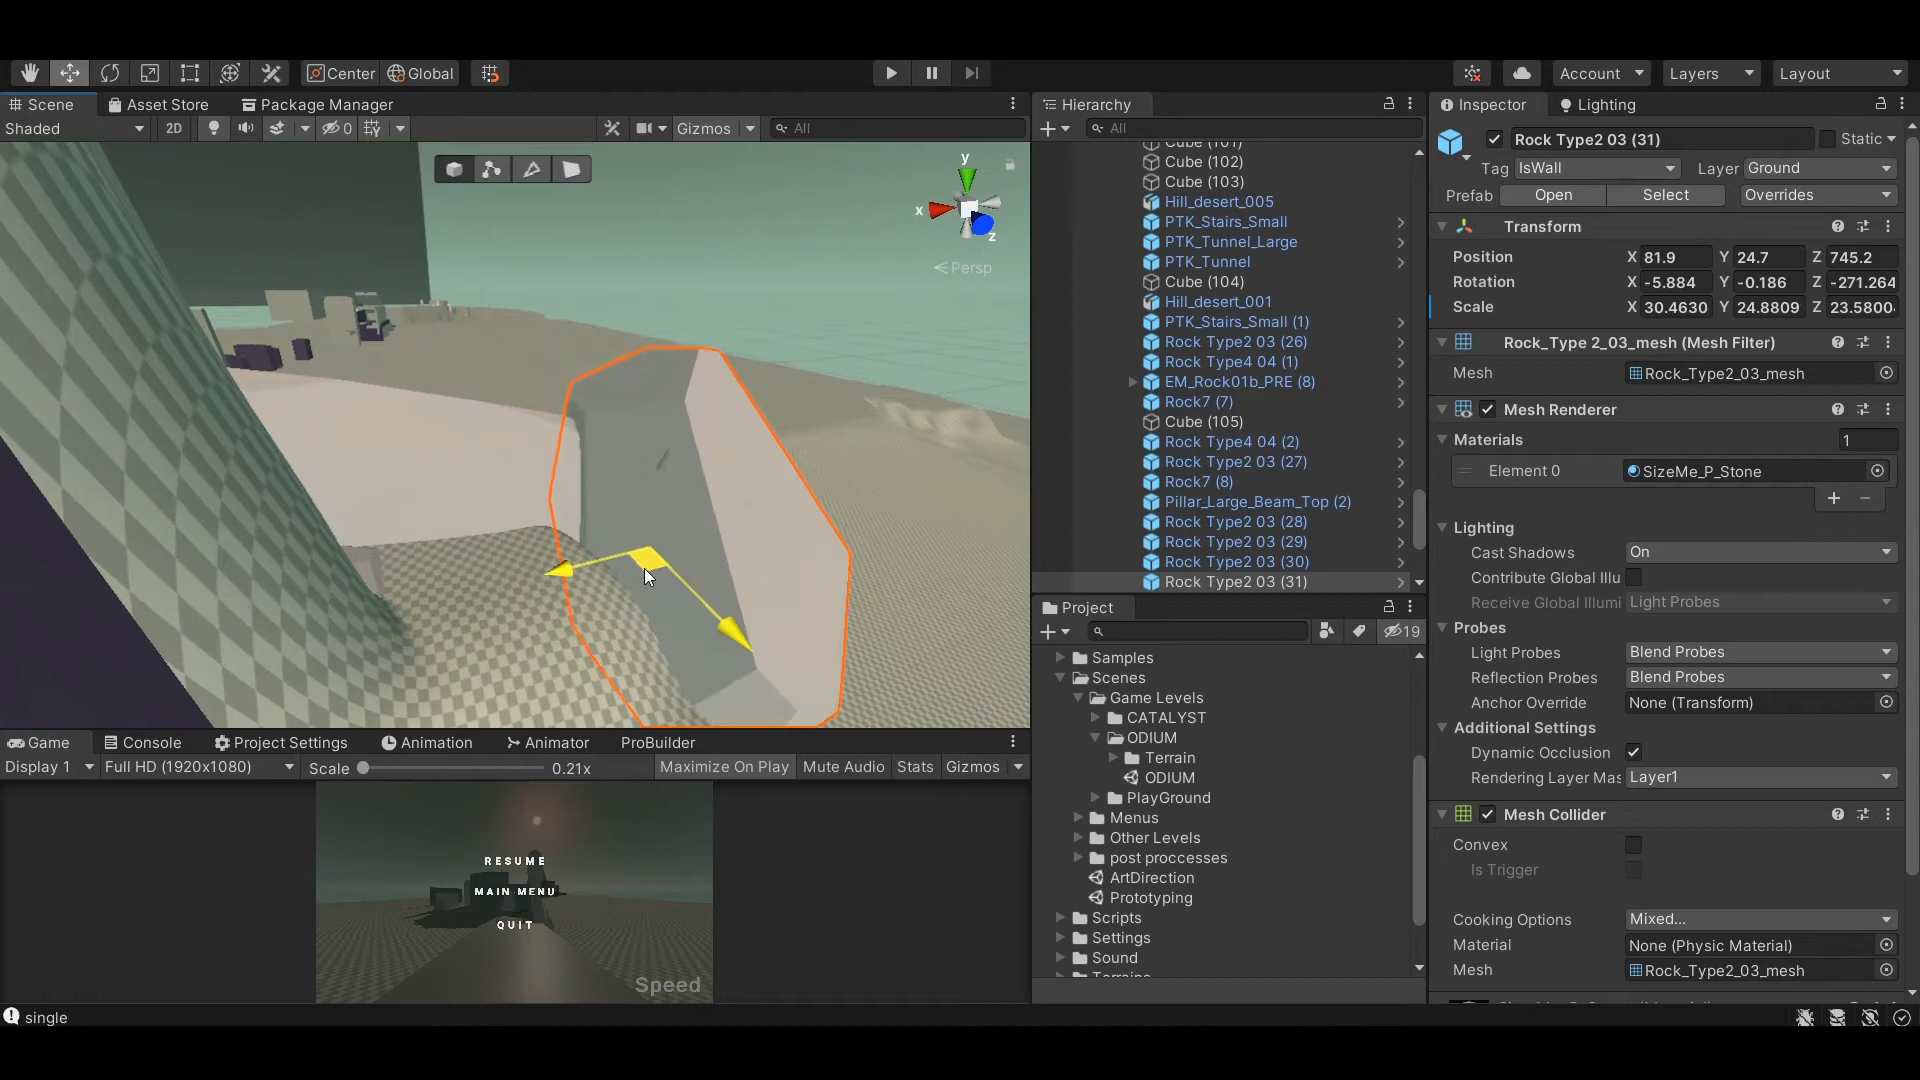 Center Global
Account Layers Layout
Scene Asset Store Package Manager
Shaded 2D 0 Gizmos All
y
x
z
Persp
Hierarchy
All
Cube (101)
Cube (102)
Cube (103)
Hill_desert_005
PTK_Stairs_Small
PTK_Tunnel_Large
PTK_Tunnel
Cube (104)
Hill_desert_001
PTK_Stairs_Small (1)
Rock Type2 03 (26)
Rock Type4 04 (1)
EM_Rock01b_PRE (8)
Rock7 (7)
Cube (105)
Rock Type4 04 (2)
Rock Type2 03 (27)
Rock7 (8)
Pillar_Large_Beam_Top (2)
Rock Type2 03 (28)
Rock Type2 03 (29)
Rock Type2 03 (30)
Rock Type2 03 (31)
Project
19
Samples
Scenes
Game Levels
CATALYST
ODIUM
Terrain
ODIUM
PlayGround
Menus
Other Levels
post proccesses
ArtDirection
Prototyping
Scripts
Settings
Sound
Terrains
Inspector Lighting
Rock Type2 03 (31) Static
Tag IsWall Layer Ground
Prefab Open Select Overrides
Transform
Position X 81.9 Y 24.7 Z 745.2
Rotation X -5.884 Y -0.186 Z -271.264
Scale X 30.4630 Y 24.8809 Z 23.5800
Rock_Type 2_03_mesh (Mesh Filter)
Mesh Rock_Type2_03_mesh
Mesh Renderer
Materials 1
Element 0 SizeMe_P_Stone
Lighting
Cast Shadows On
Contribute Global Illu
Receive Global Illumi Light Probes
Probes
Light Probes Blend Probes
Reflection Probes Blend Probes
Anchor Override None (Transform)
Additional Settings
Dynamic Occlusion
Rendering Layer Mas Layer1
Mesh Collider
Convex
Is Trigger
Cooking Options Mixed...
Material None (Physic Material)
Mesh Rock_Type2_03_mesh
Game Console Project Settings Animation Animator ProBuilder
Display 1 Full HD (1920x1080) Scale 0.21x Maximize On Play Mute Audio Stats Gizmos
RESUME
MAIN MENU
QUIT
Speed
single